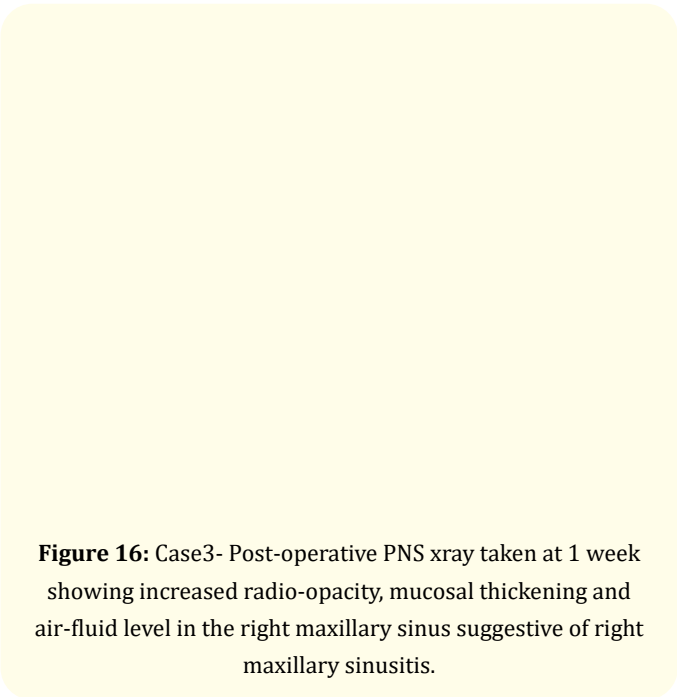 Figure 16: Case3- Post-operative PNS xray taken at 1 week
showing increased radio-opacity, mucosal thickening and
air-fluid level in the right maxillary sinus suggestive of right
maxillary sinusitis.